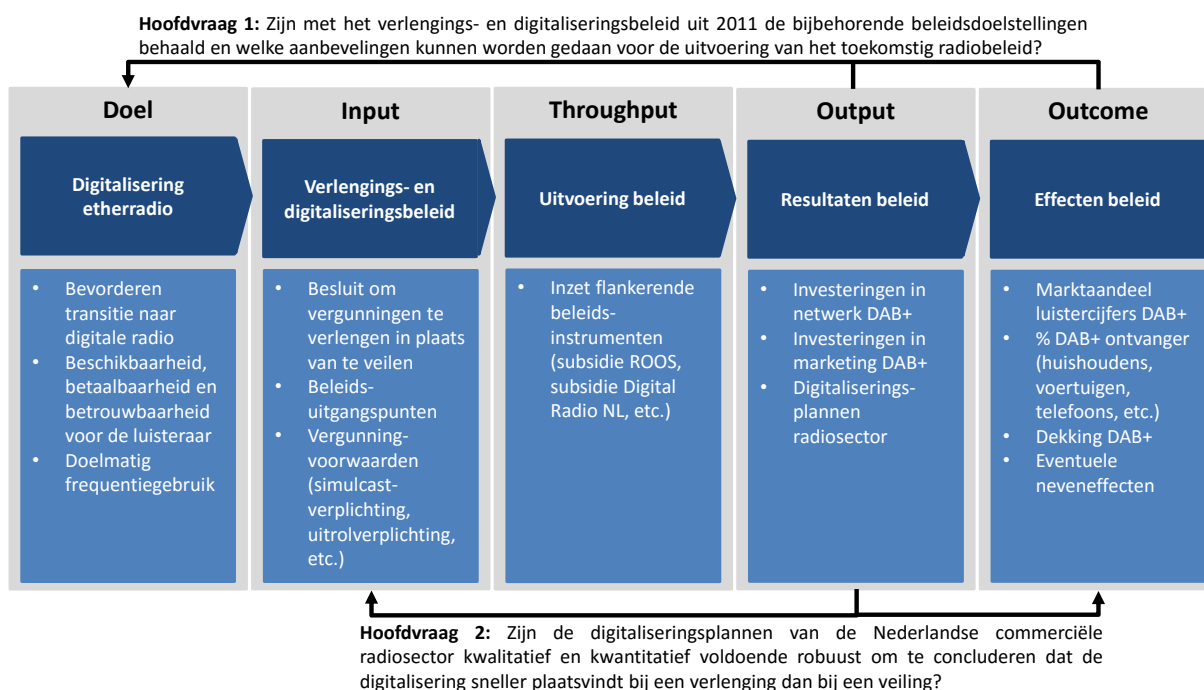 Hoofdvraag 1: Zijn met het verlengings- en digitaliseringsbeleid uit 2011 de bijbehorende beleidsdoelstellingen
behaald en welke aanbevelingen kunnen worden gedaan voor de uitvoering van het toekomstig radiobeleid?
Doel
Digitalisering
etherradio
• Bevorderen
transitie naar
digitale radio
• Beschikbaarheid,
betaalbaarheid en
betrouwbaarheid
voor de luisteraar
• Doelmatig
frequentiegebruik
Input
Verlengings- en
digitaliseringsbeleid
• Besluit om
vergunningen te
verlengen in plaats
van te veilen
• Beleids-
uitgangspunten
• Vergunning-
voorwaarden
(simulcast-
verplichting,
uitrolverplichting,
etc.)
Throughput
Uitvoering beleid
• Inzet flankerende
beleids-
instrumenten
(subsidie ROOS,
subsidie Digital
Radio NL, etc.)
Output
Resultaten beleid
• Investeringen in
netwerk DAB+
• Investeringen in
marketing DAB+
• Digitaliserings-
plannen
radiosector
Outcome
Effecten beleid
• Marktaandeel
luistercijfers DAB+
• % DAB+ ontvanger
(huishoudens,
voertuigen,
telefoons, etc.)
• Dekking DAB+
• Eventuele
neveneffecten
Hoofdvraag 2: Zijn de digitaliseringsplannen van de Nederlandse commerciële
radiosector kwalitatief en kwantitatief voldoende robuust om te concluderen dat de
digitalisering sneller plaatsvindt bij een verlenging dan bij een veiling?